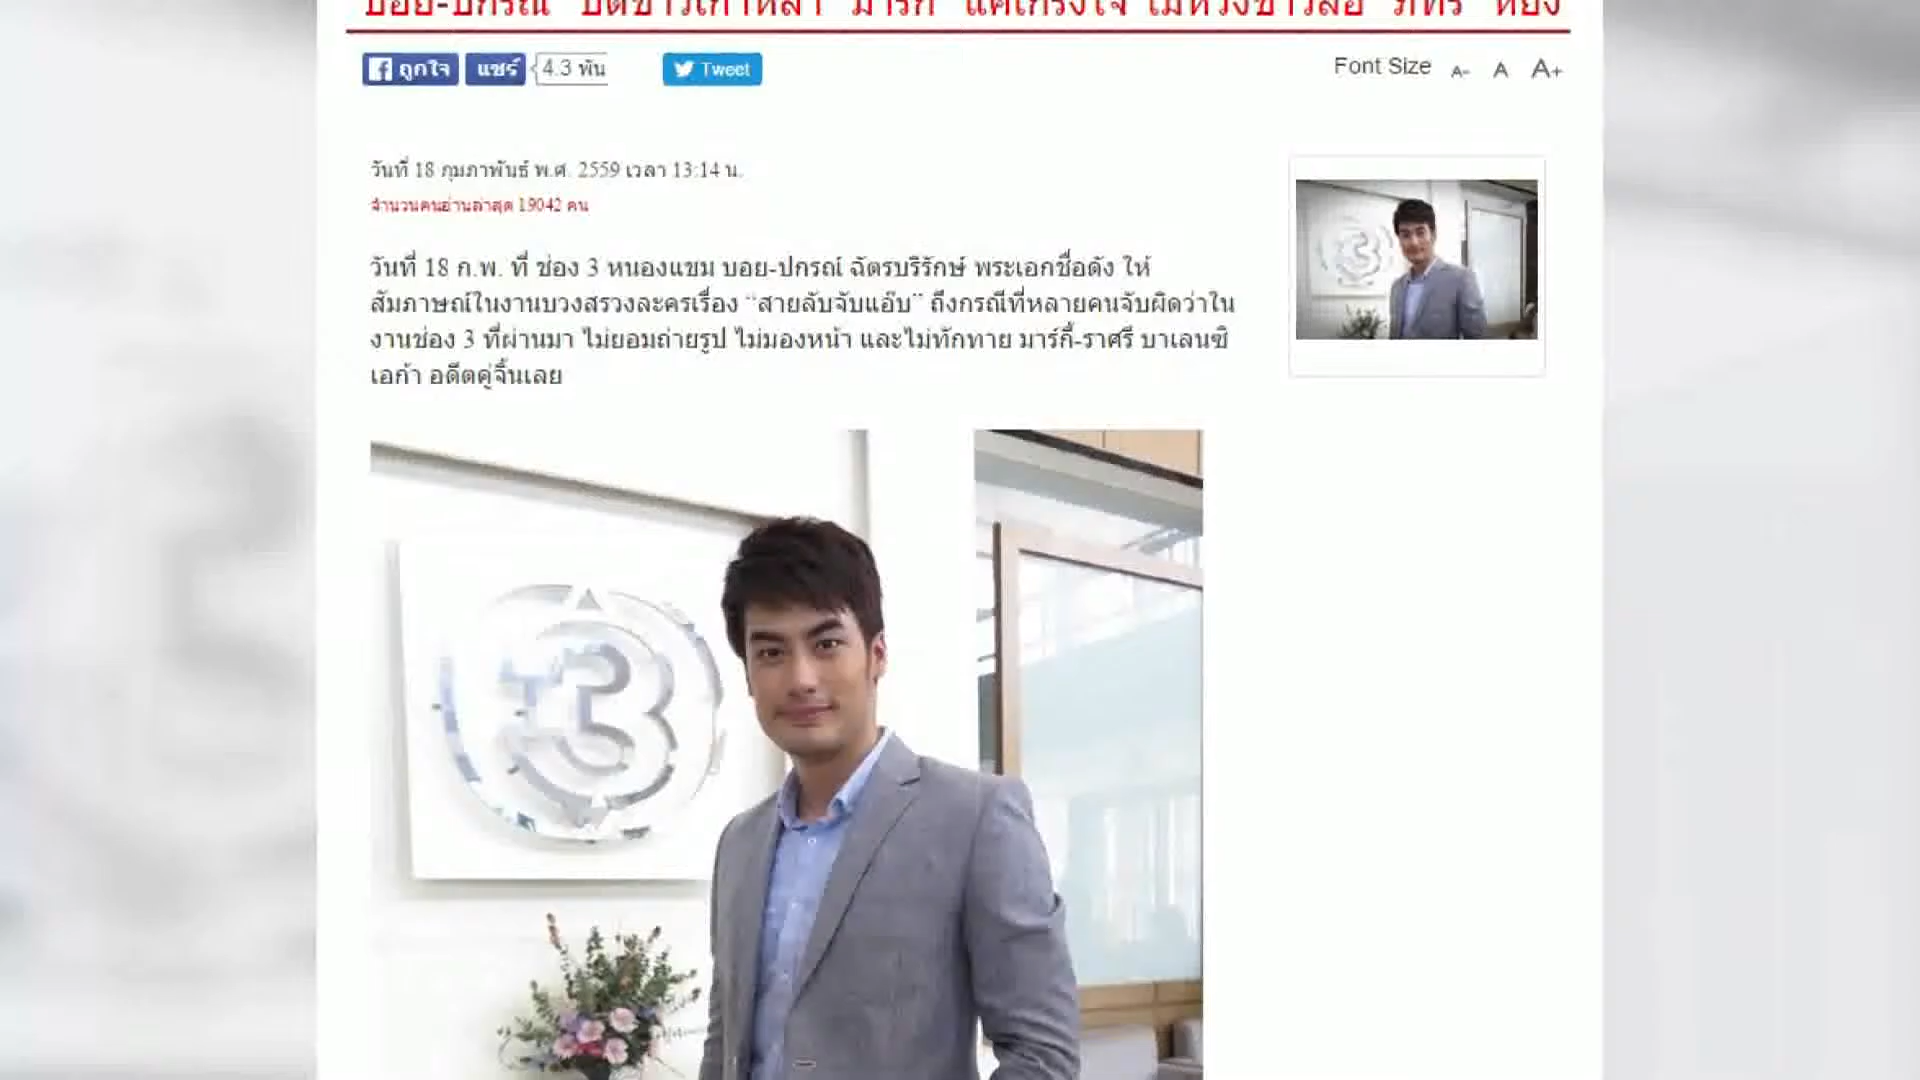 บอย-ปกรณ์
ถูกใจ แชร์ 4.3 พัน Tweet Font Size A- A A+
วันที่ 18 กุมภาพันธ์ พ.ศ. 2559 เวลา 13:14 น.
จำนวนคนอ่านล่าสุด 19042 คน
วันที่ 18 ก.พ. ที่ ช่อง 3 หนองแขม บอย-ปกรณ์ ฉัตรบริรักษ์ พระเอกชื่อดัง ให้
สัมภาษณ์ในงานบวงสรวงละครเรื่อง "สายลับจับแอ๊บ" ถึงกรณีที่หลายคนจับผิดว่าใน
งานช่อง 3 ที่ผ่านมา ไม่ยอมถ่ายรูป ไม่มองหน้า และไม่ทักทาย มาร์กี้-ราศรี บาเลนซิ
เอก้า อดีตคู่จิ้นเลย
3
3